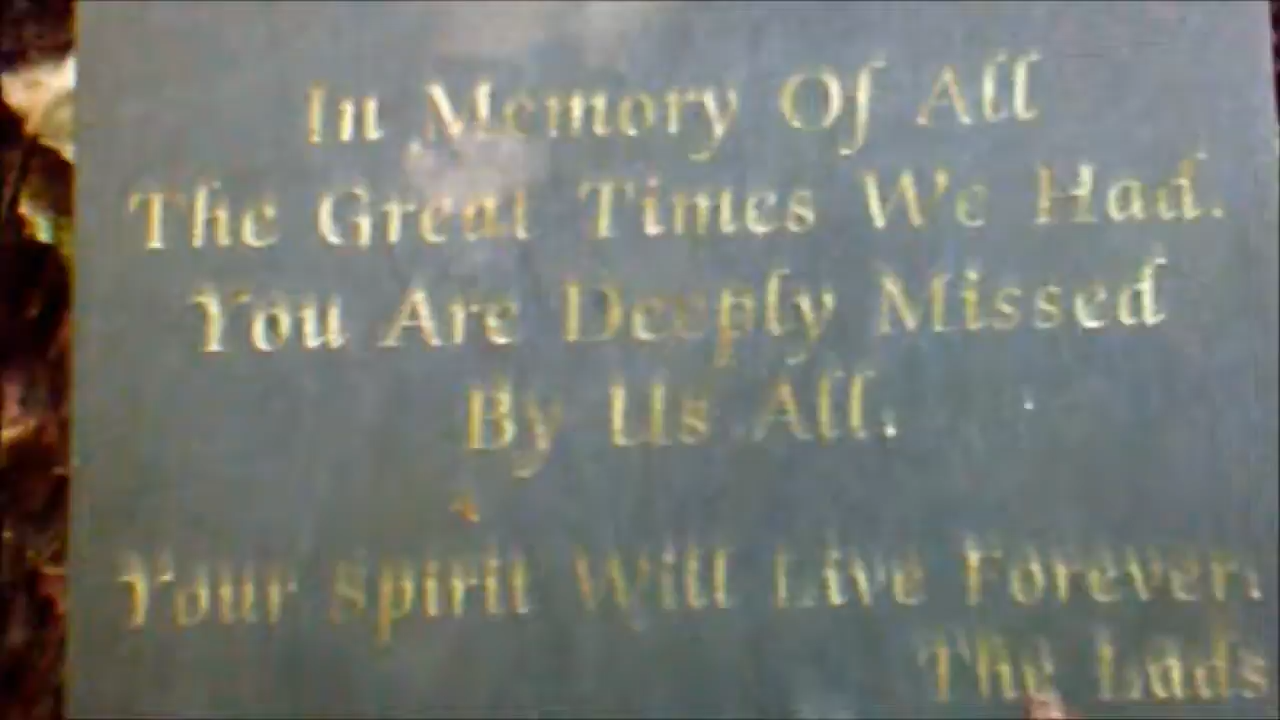 In Memory Of All
The Great Times We Had.
You Are Deeply Missed
By Us All.
Your Spirit Will Live Forever.
The Lads